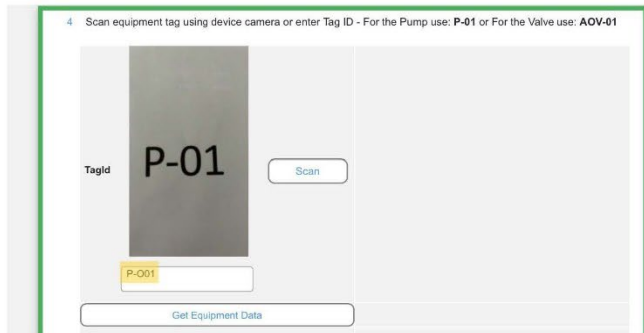 4 Scan equipment tag using device camera or enter Tag ID - For the Pump use: P-01 or For the Valve use: AOV-01
P-01
TagId
Scan
P-O01
Get Equipment Data